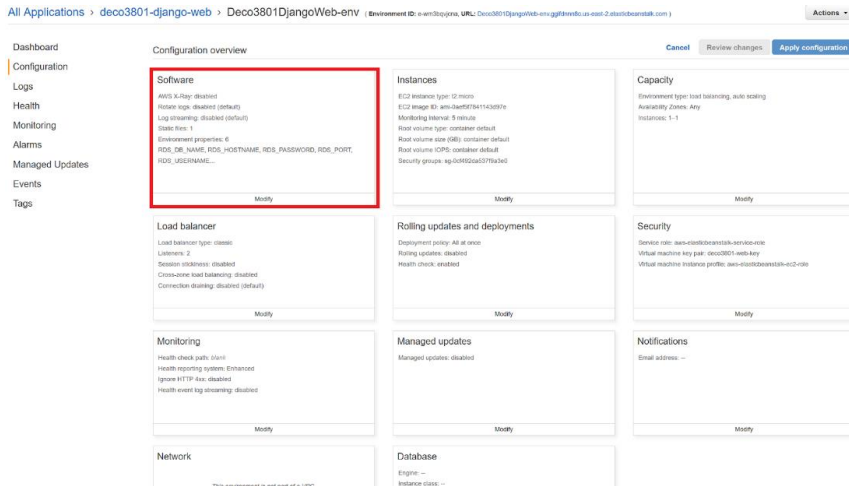 All Applications › deco3801-django-web › Deco3801DjangoWeb-env
Actions
Dashboard
Configuration
Logs
Health
Monitoring
Alarms
Managed Updates
Events
Tags
Configuration overview
Cancel
Review changes
Apply configuration
Software
AWS X-Ray: disabled
Rotate logs: disabled (default)
Log streaming: disabled (default)
Static files: 1
Environment properties: 6
RDS_DB_NAME, RDS_HOSTNAME, RDS_PASSWORD, RDS_PORT,
RDS_USERNAME...
Modify
Instances
EC2 instance type: t2.micro
EC2 image ID:
Monitoring interval: 5 minute
Root volume type: container default
Root volume size (GB): container default
Root volume IOPS: container default
Security groups:
Modify
Capacity
Environment type: load balancing, auto scaling
Availability Zones: Any
Instances: 1-1
Modify
Load balancer
Load balancer type: classic
Listeners: 2
Session stickiness: disabled
Cross-zone load balancing: disabled
Connection draining: disabled (default)
Modify
Rolling updates and deployments
Deployment policy: All at once
Rolling updates: disabled
Health check: enabled
Modify
Security
Service role: aws-elasticbeanstalk-service-role
Virtual machine key pair: deco3801-web-key
Virtual machine instance profile: aws-elasticbeanstalk-ec2-role
Modify
Monitoring
Health check path: blank
Health reporting system: Enhanced
Ignore HTTP 4xx: disabled
Health event log streaming: disabled
Modify
Managed updates
Managed updates: disabled
Modify
Notifications
Email address: --
Modify
Network
Database
Engine: --
Instance class: --